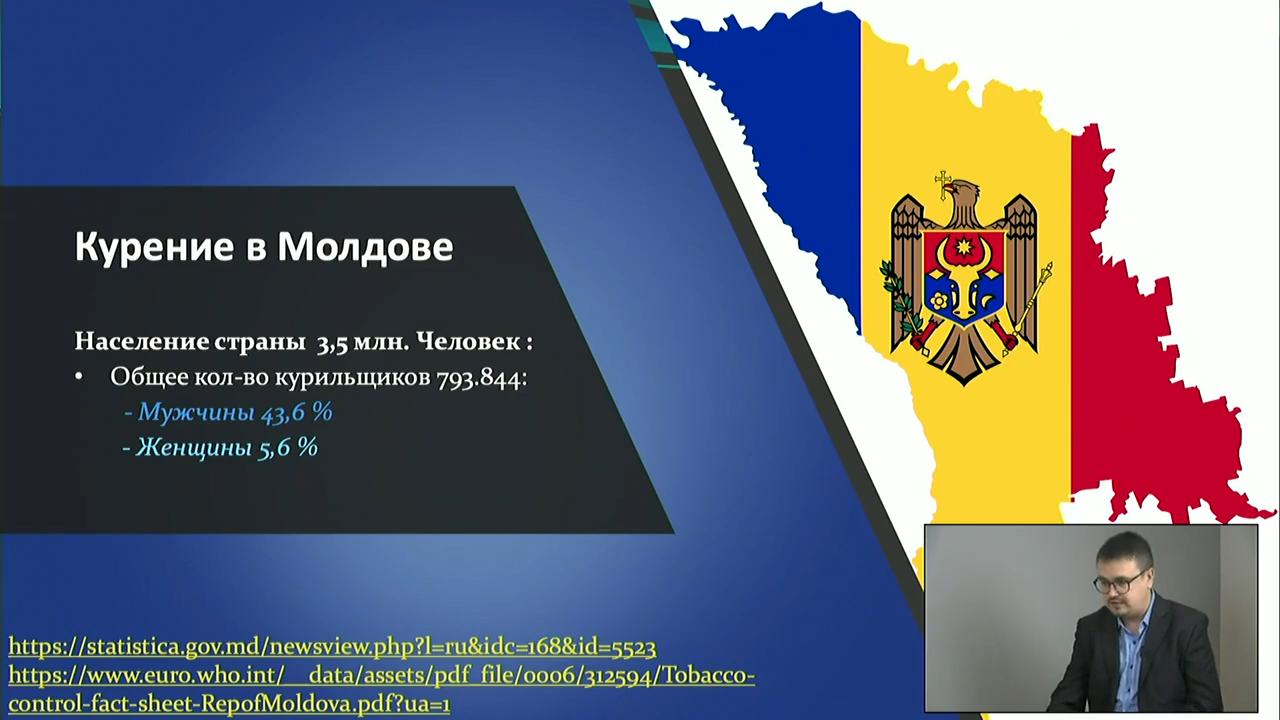 Курение в Молдове
Население страны 3,5 млн. Человек :
• Общее кол-во курильщиков 793.844:
- Мужчины 43,6 %
- Женщины 5,6 %
https://statistica.gov.md/newsview.php?l=ru&idc=168&id=5523
https://www.euro.who.int/__data/assets/pdf_file/0006/312594/Tobacco-
control-fact-sheet-RepofMoldova.pdf?ua=1